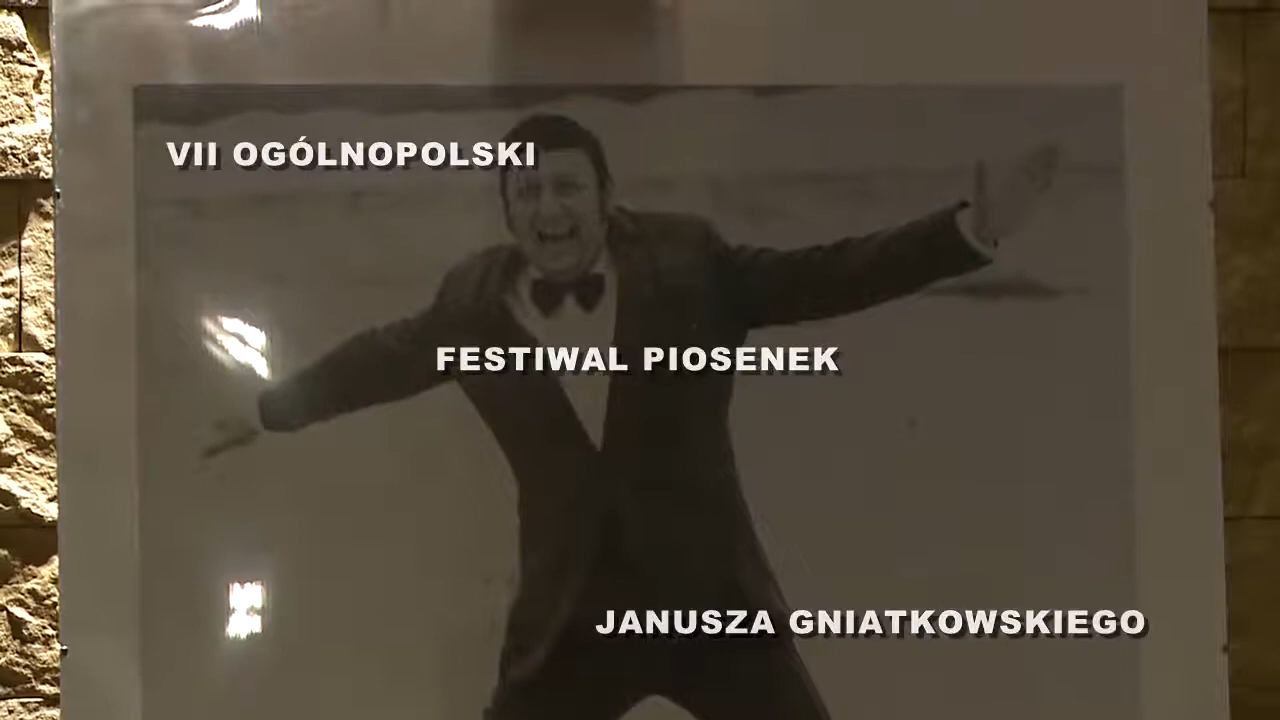 VII OGÓLNOPOLSKI
FESTIWAL PIOSENEK
JANUSZA GNIATKOWSKIEGO